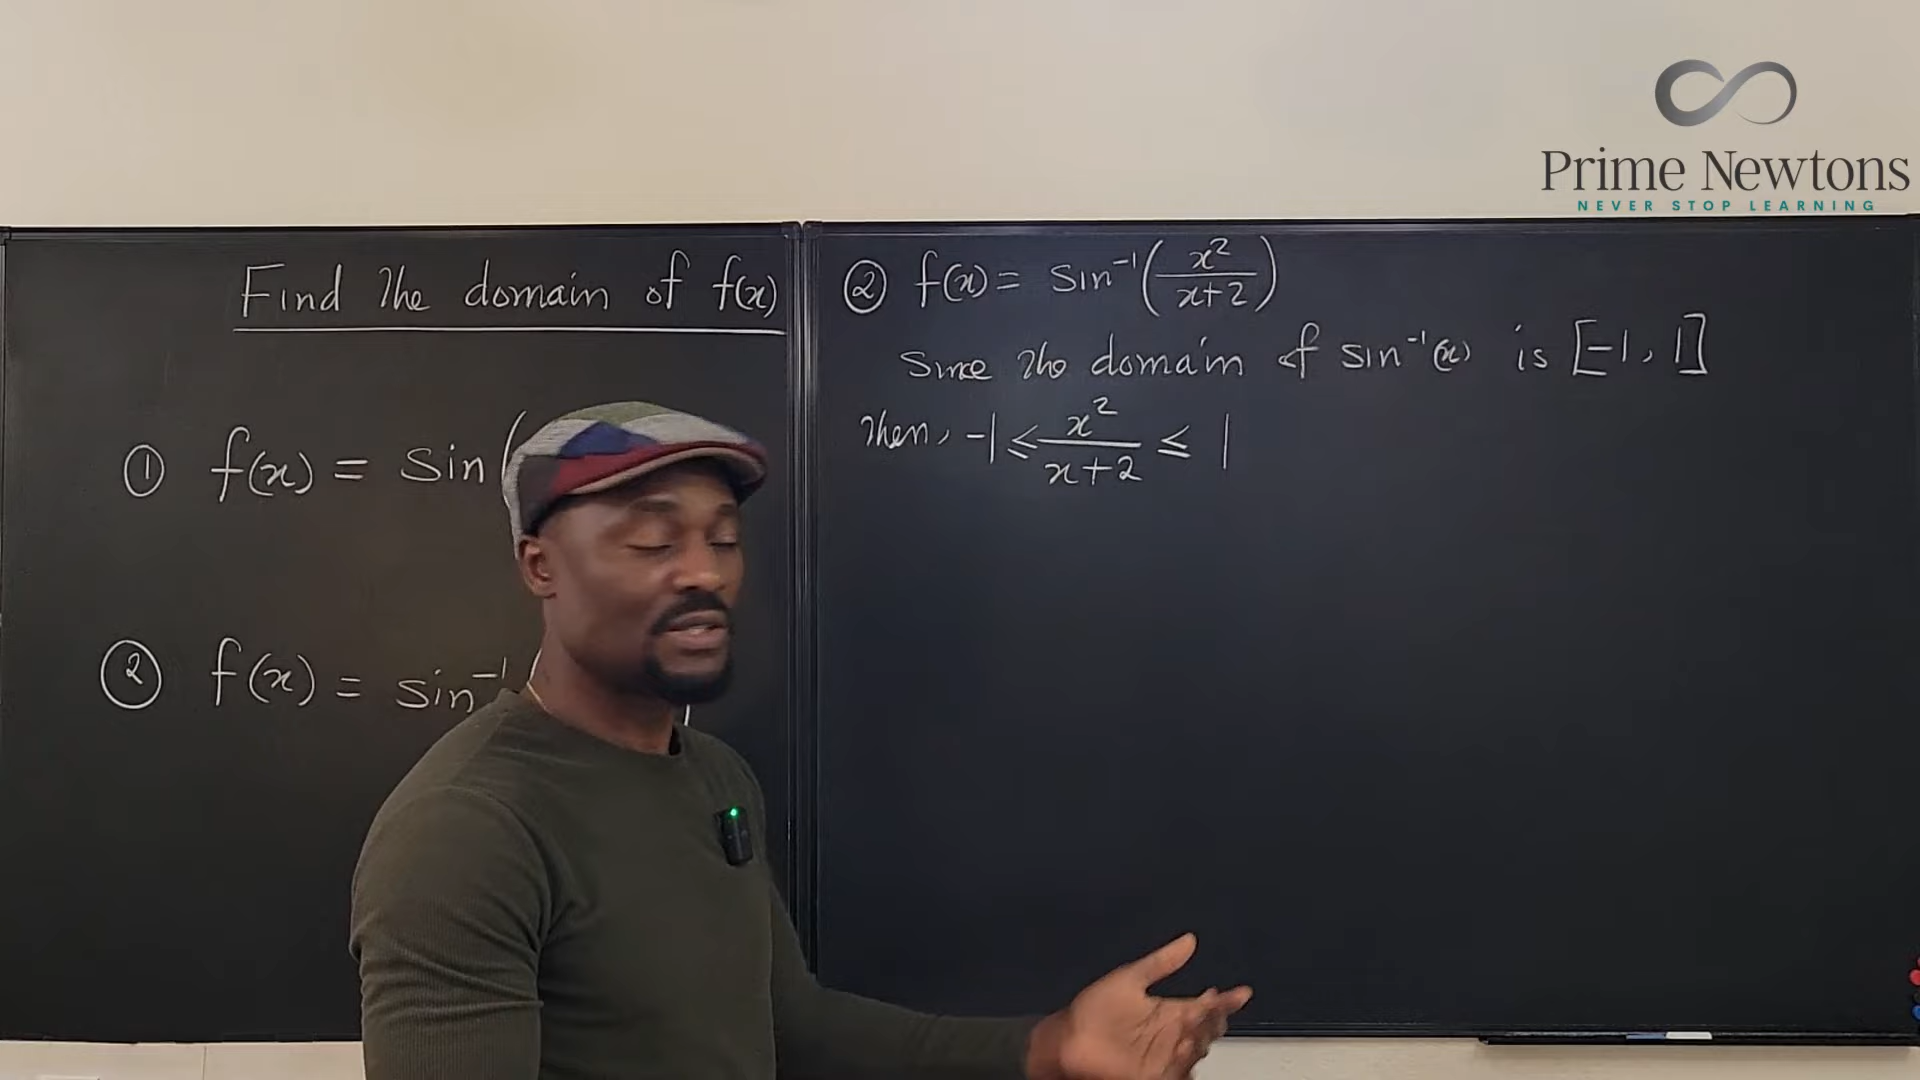 Prime Newtons
NEVER STOP LEARNING
Find the domain of f(x)
① f(x) = sin(
② f(x) = sin⁻¹
② f(x) = sin⁻¹(x²/(x+2))
Since the domain of sin⁻¹(x) is [-1, 1]
Then, -1 ≤ x²/(x+2) ≤ 1